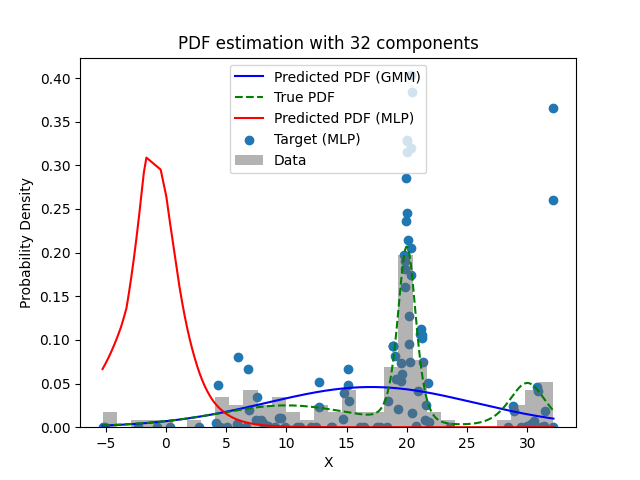 PDF estimation with 32 components
Predicted PDF (GMM)
True PDF
Predicted PDF (MLP)
Target (MLP)
Data
Probability Density
0.40
0.35
0.30
0.25
0.20
0.15
0.10
0.05
0.00
−5
0
5
10
15
20
25
30
X